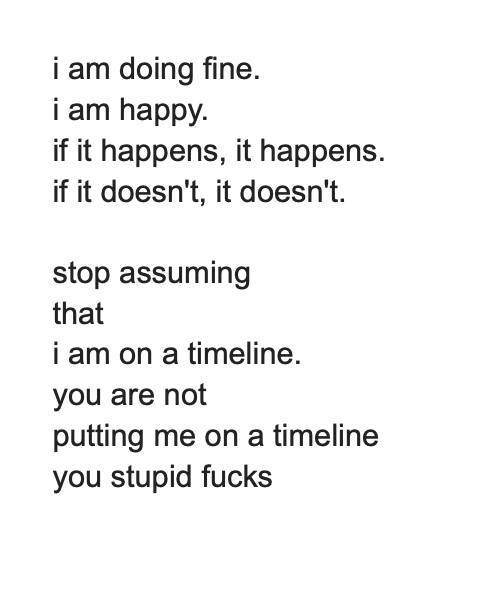 i am doing fine.
i am happy.
if it happens, it happens.
if it doesn't, it doesn't.
stop assuming
that
i am on a timeline.
you are not
putting me on a timeline
you stupid fucks